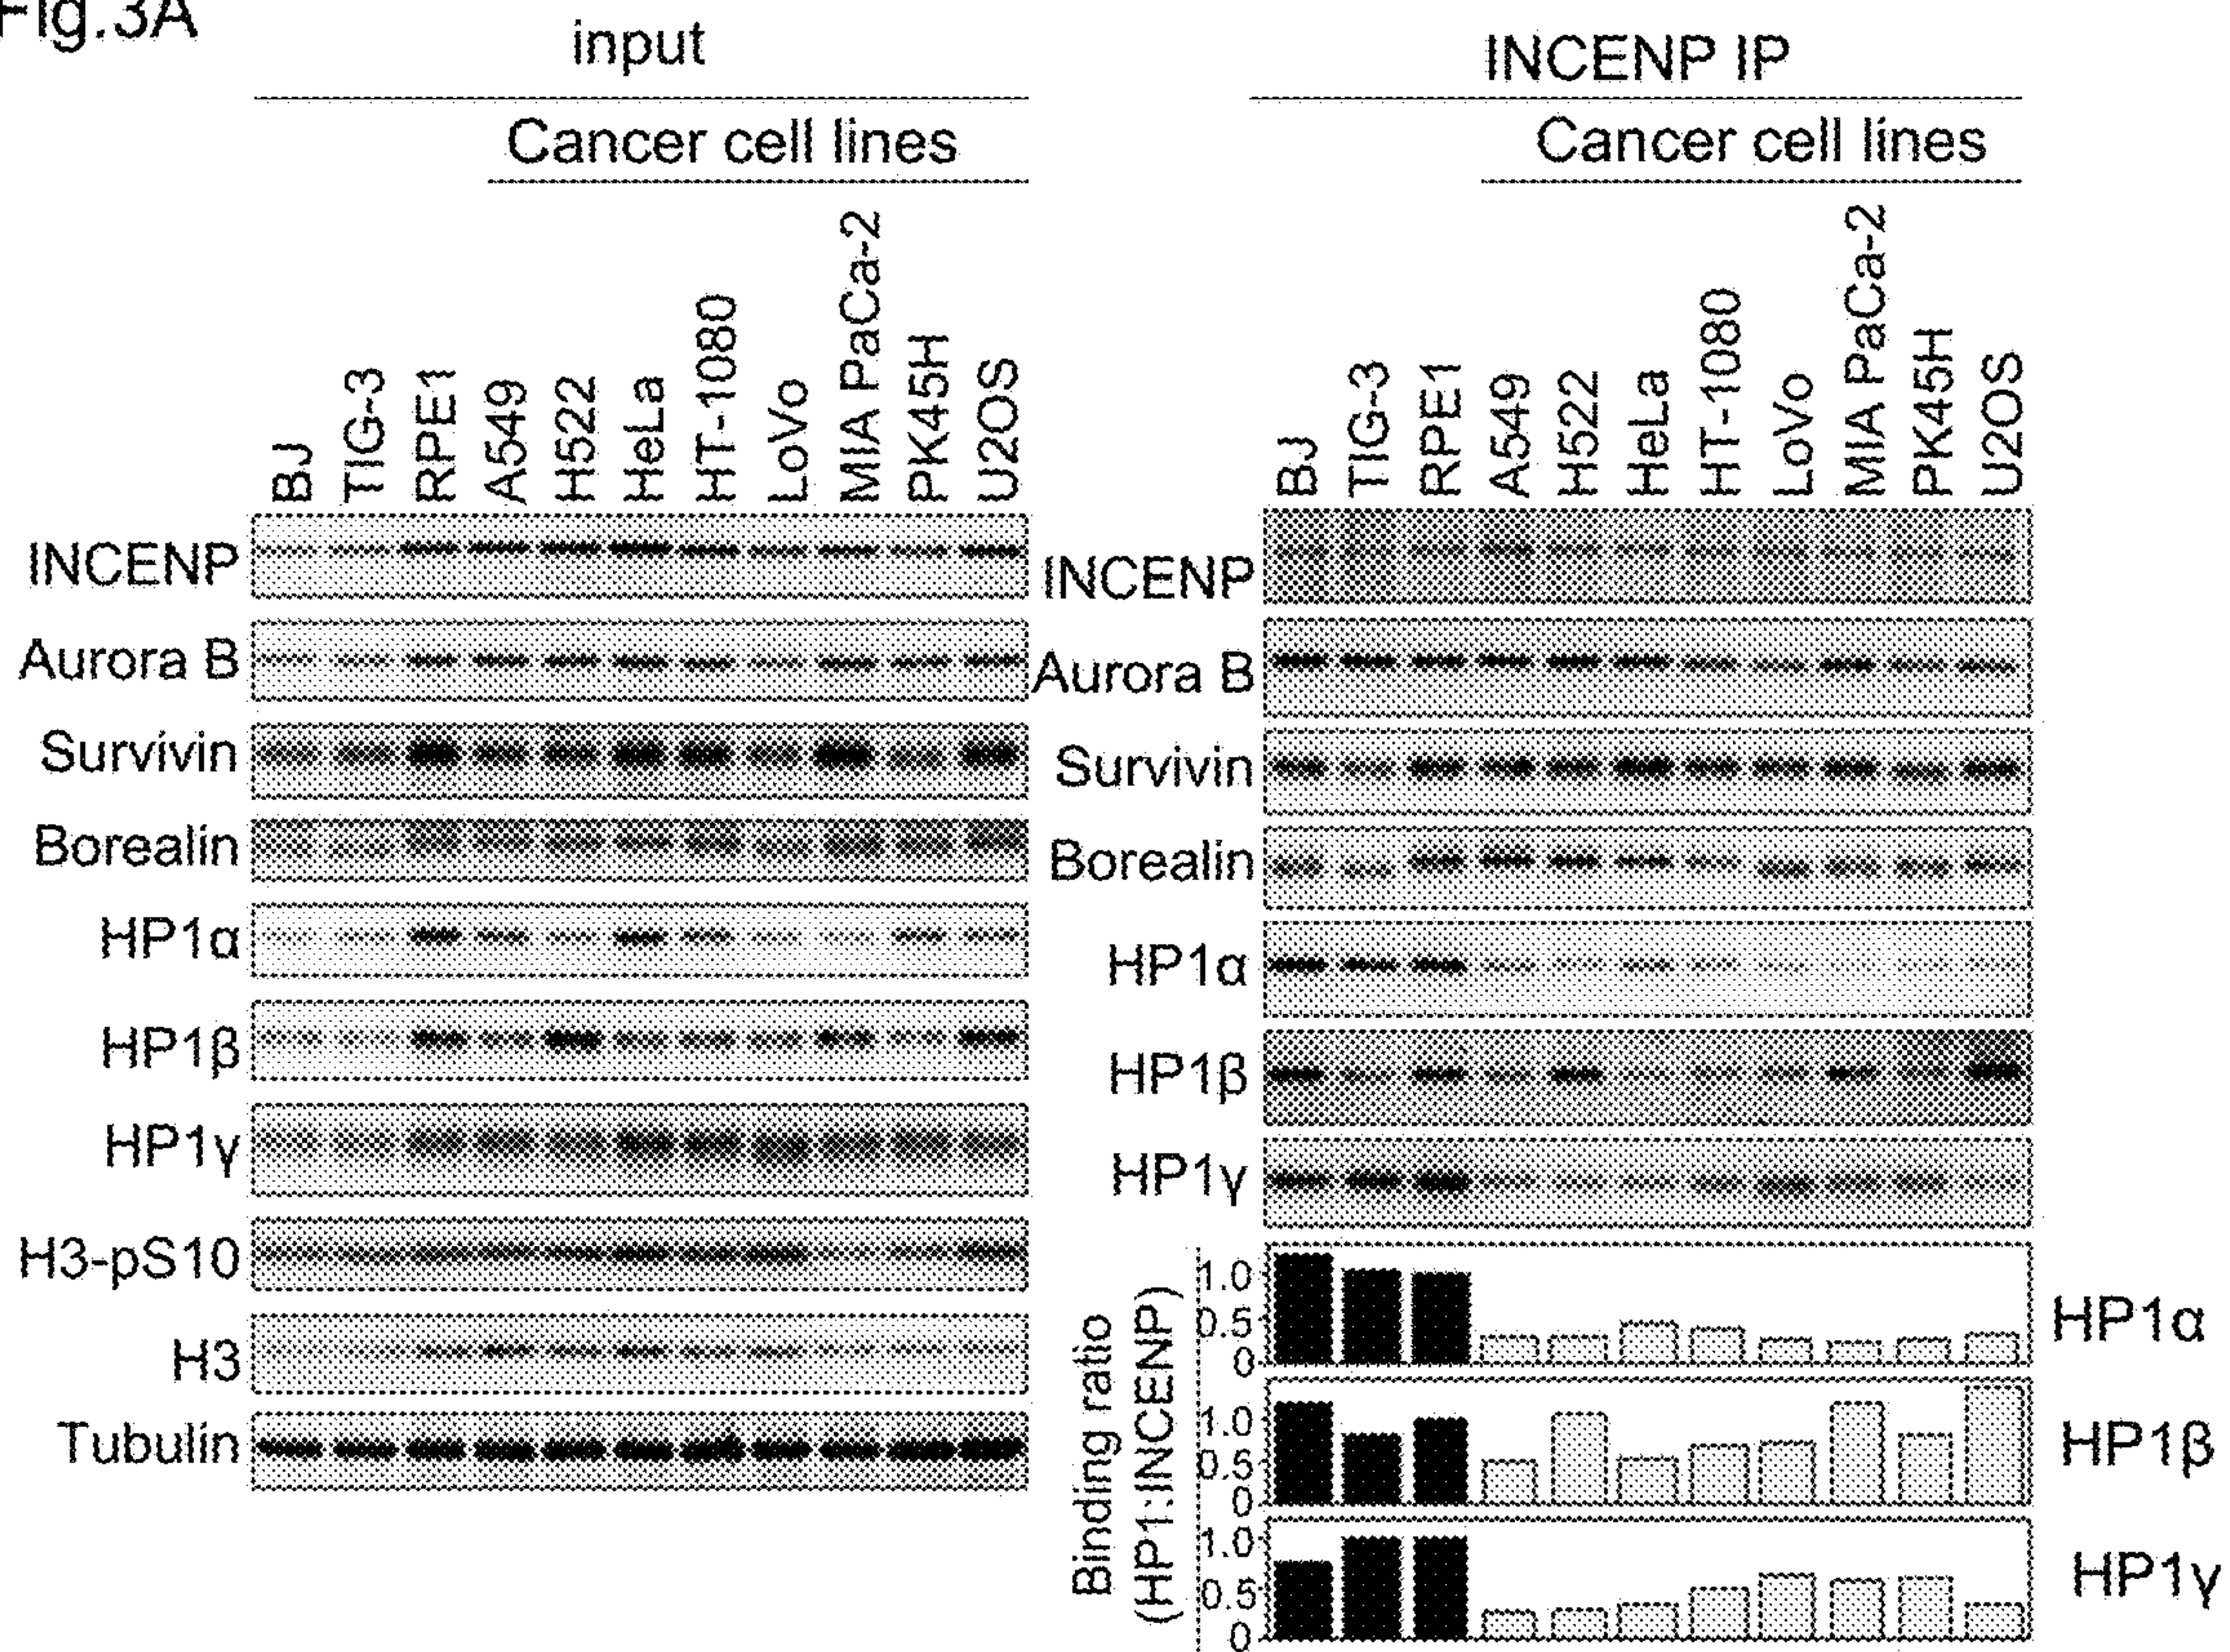 Fig.3A
input
Cancer cell lines
BJ
TIG-3
RPE1
A549
H522
HeLa
HT-1080
LoVo
MIA PaCa-2
PK45H
U2OS
INCENP
Aurora B
Survivin
Borealin
HP1α
HP1β
HP1γ
H3-pS10
H3
Tubulin
INCENP IP
Cancer cell lines
BJ
TIG-3
RPE1
A549
H522
HeLa
HT-1080
LoVo
MIA PaCa-2
PK45H
U2OS
INCENP
Aurora B
Survivin
Borealin
HP1α
HP1β
HP1γ
Binding ratio
(HP1:INCENP)
1.0
0.5
0
HP1α
1.0
0.5
0
HP1β
1.0
0.5
0
HP1γ